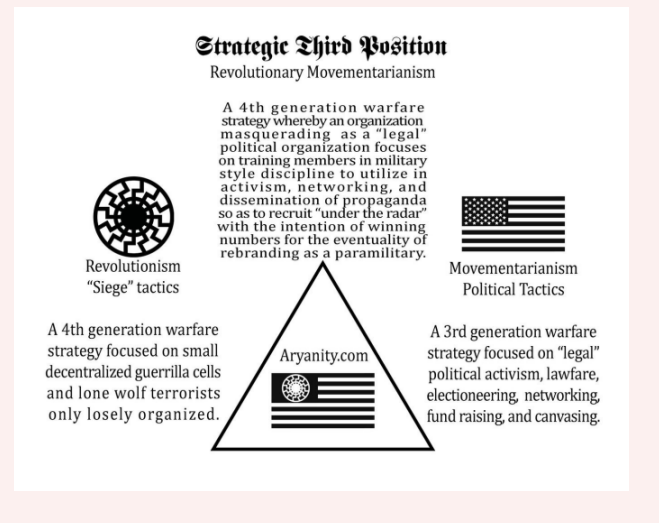 Strategic Third Position
Revolutionary Movementarianism
A 4th generation warfare
strategy whereby an organization
masquerading as a “legal”
political organization focuses
on training members in military
style discipline to utilize in
activism, networking, and
dissemination of propaganda
so as to recruit “under the radar”
with the intention of winning
numbers for the eventuality of
rebranding as a paramilitary.
Revolutionism
“Siege” tactics
A 4th generation warfare
strategy focused on small
decentralized guerrilla cells
and lone wolf terrorists
only loosely organized.
Aryanity.com
Movementarianism
Political Tactics
A 3rd generation warfare
strategy focused on “legal”
political activism, lawfare,
electioneering, networking,
fund raising, and canvasing.